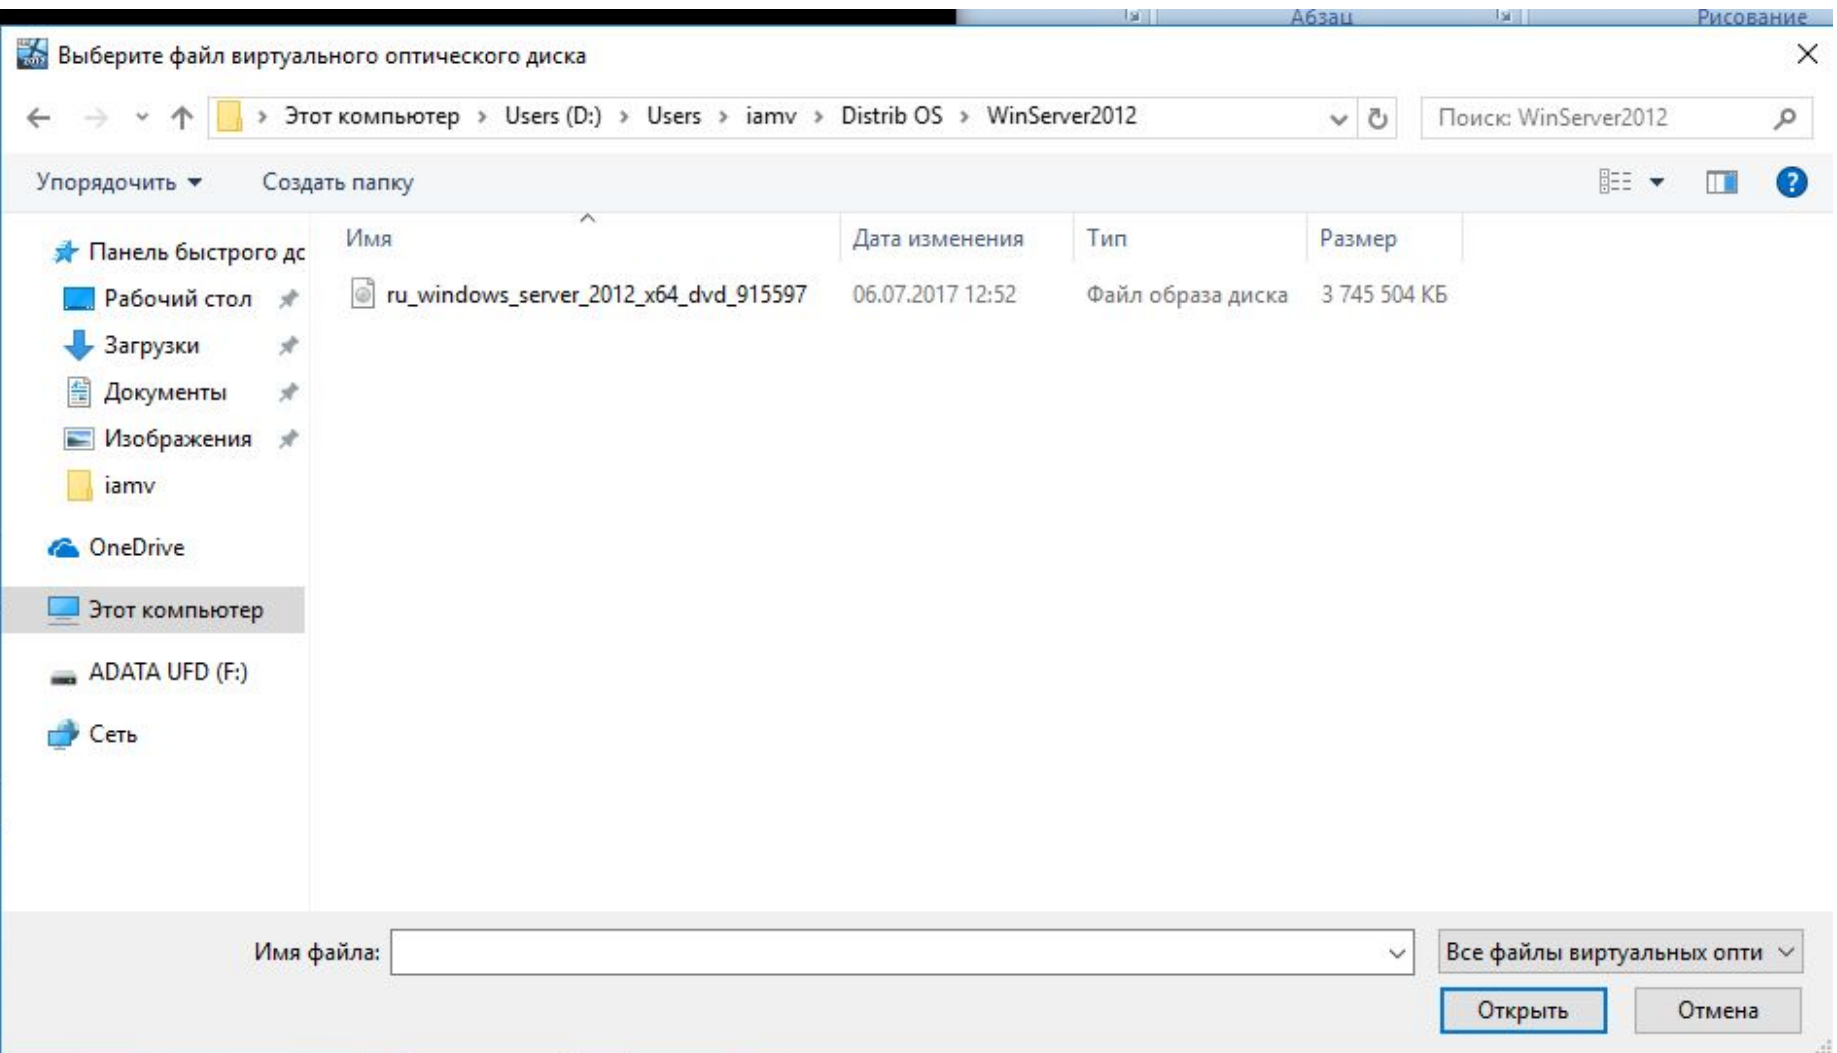 Абзац Рисование
Выберите файл виртуального оптического диска
Этот компьютер > Users (D:) > Users > iamv > Distrib OS > WinServer2012
Поиск: WinServer2012
Упорядочить Создать папку
Имя Дата изменения Тип Размер
ru_windows_server_2012_x64_dvd_915597 06.07.2017 12:52 Файл образа диска 3 745 504 КБ
Панель быстрого дс
Рабочий стол
Загрузки
Документы
Изображения
iamv
OneDrive
Этот компьютер
ADATA UFD (F:)
Сеть
Имя файла:
Все файлы виртуальных опти
Открыть Отмена